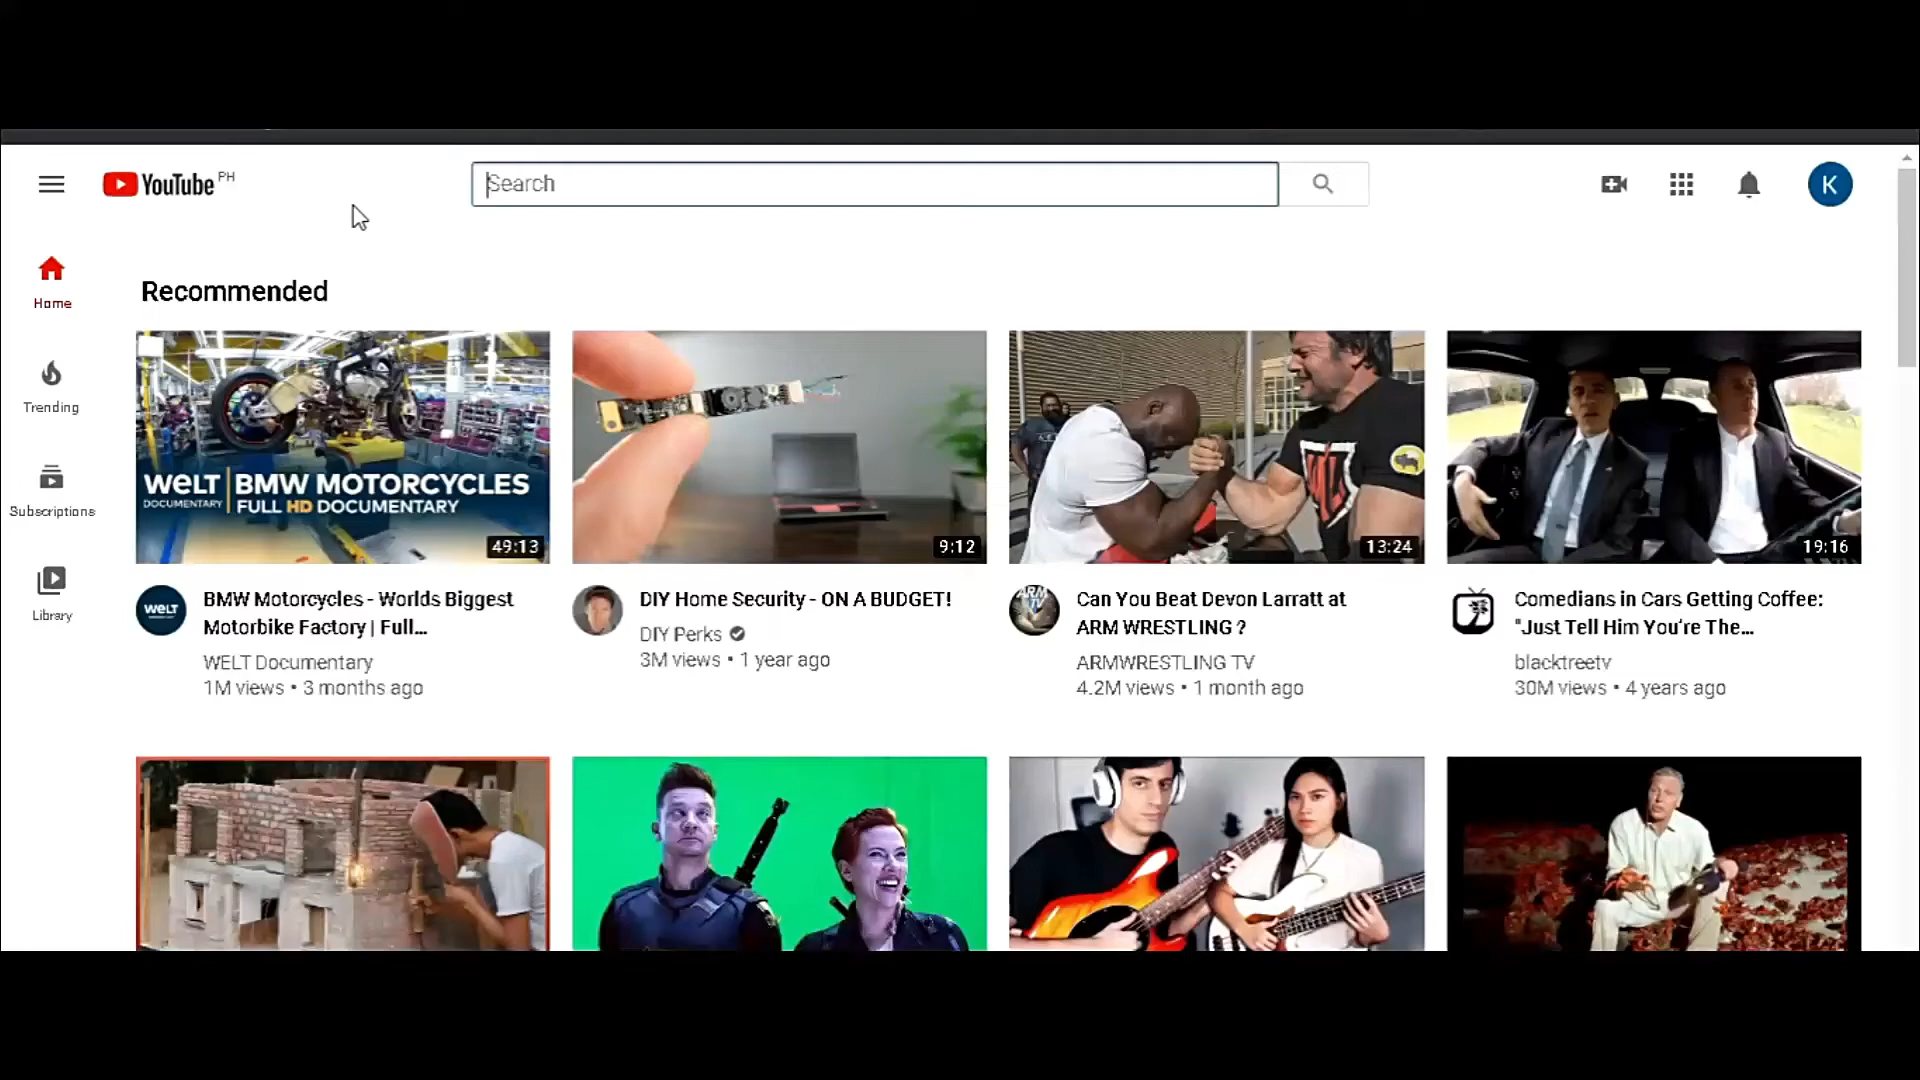 YouTube PH
Search
K
Home
Trending
Subscriptions
Library
Recommended
WELT BMW MOTORCYCLES
DOCUMENTARY FULL HD DOCUMENTARY
49:13
9:12
13:24
19:16
WELT
BMW Motorcycles - Worlds Biggest
Motorbike Factory | Full...
WELT Documentary
1M views • 3 months ago
DIY Home Security - ON A BUDGET!
DIY Perks
3M views • 1 year ago
ARM
TV
Can You Beat Devon Larratt at
ARM WRESTLING ?
ARMWRESTLING TV
4.2M views • 1 month ago
Comedians in Cars Getting Coffee:
"Just Tell Him You're The...
blacktreetv
30M views • 4 years ago